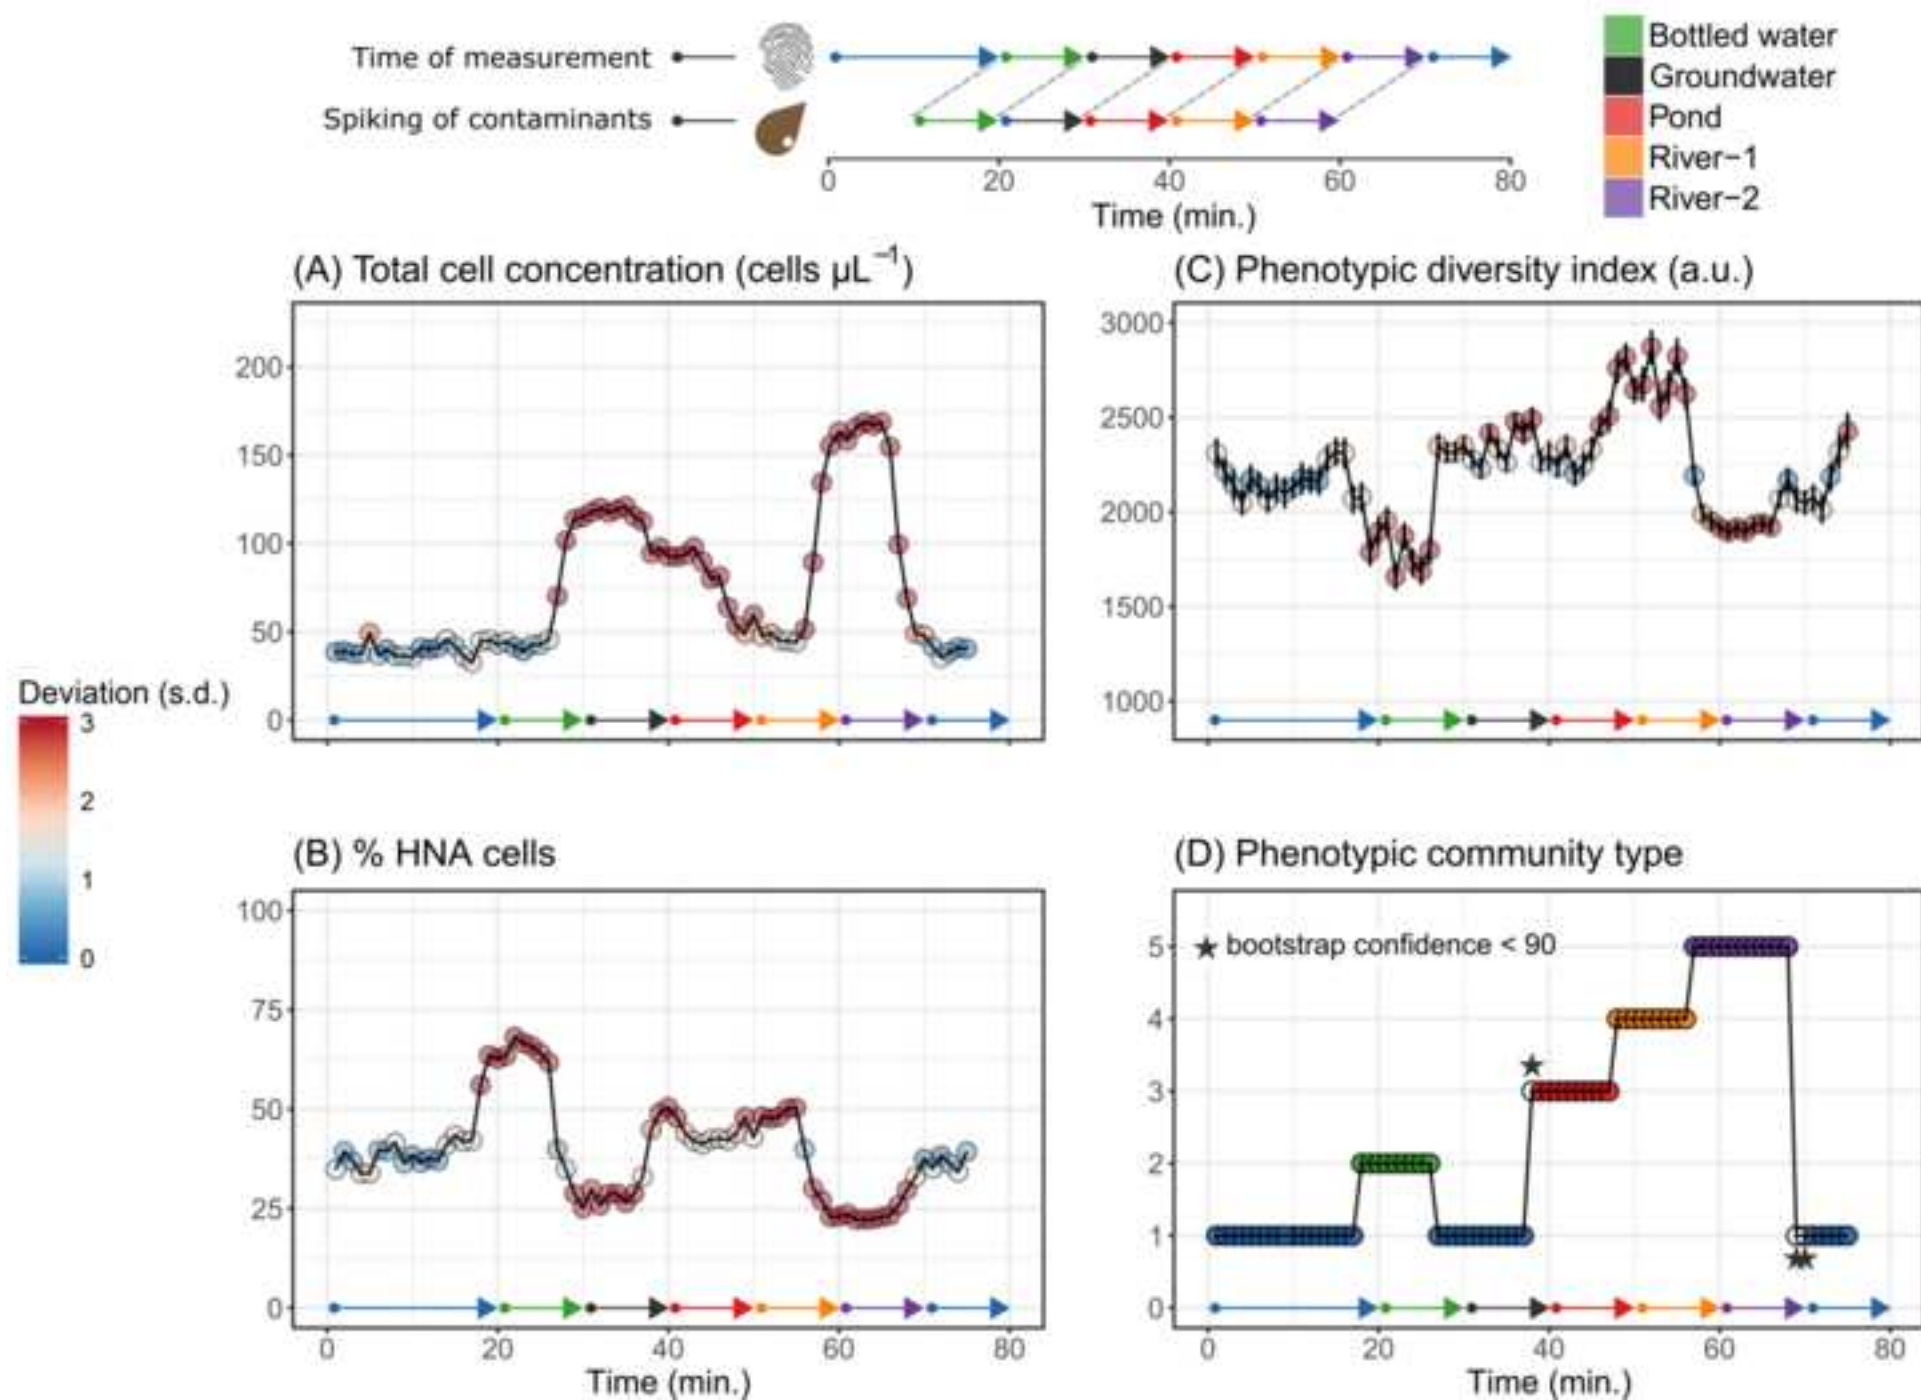 Time of measurement
Spiking of contaminants
0 20 40 60 80
Time (min.)
Bottled water
Groundwater
Pond
River−1
River−2
(A) Total cell concentration (cells µL⁻¹)
200
150
100
50
0
(C) Phenotypic diversity index (a.u.)
3000
2500
2000
1500
1000
Deviation (s.d.)
3
2
1
0
(B) % HNA cells
100
75
50
25
0
0 20 40 60 80
Time (min.)
(D) Phenotypic community type
★ bootstrap confidence < 90
5
4
3
2
1
0
0 20 40 60 80
Time (min.)